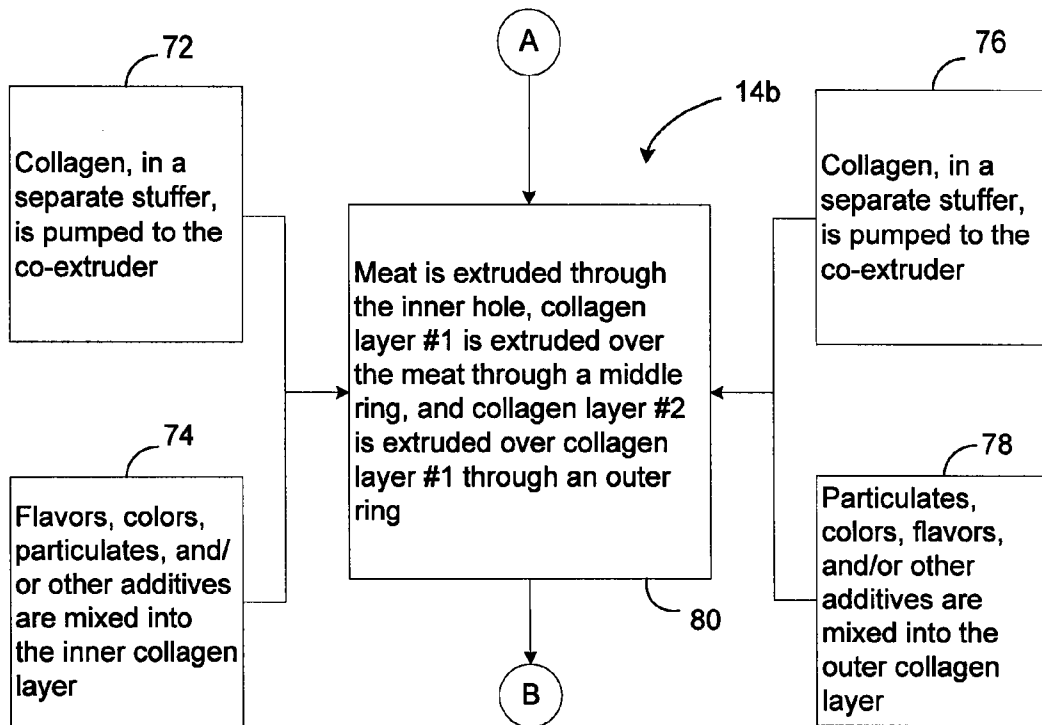 A
72
Collagen, in a
separate stuffer,
is pumped to the
co-extruder
74
Flavors, colors,
particulates, and/
or other additives
are mixed into
the inner collagen
layer
14b
Meat is extruded through
the inner hole, collagen
layer #1 is extruded over
the meat through a middle
ring, and collagen layer #2
is extruded over collagen
layer #1 through an outer
ring
80
B
76
Collagen, in a
separate stuffer,
is pumped to the
co-extruder
78
Particulates,
colors, flavors,
and/or other
additives are
mixed into the
outer collagen
layer